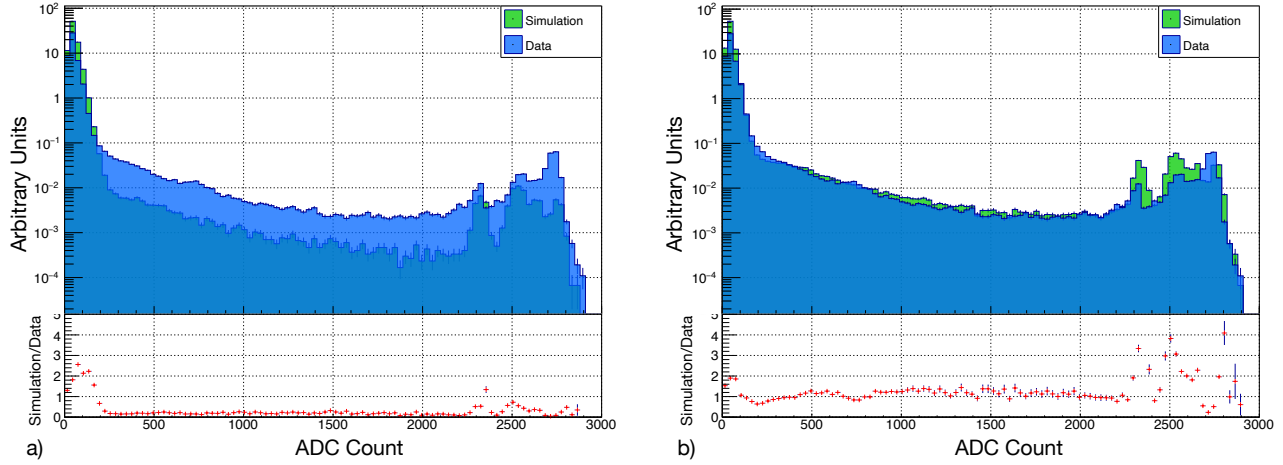 10²
10
1
10⁻¹
10⁻²
10⁻³
10⁻⁴
Arbitrary Units
Simulation
Data
5
4
3
2
1
0
Simulation/Data
0 500 1000 1500 2000 2500 3000
a)
ADC Count
10²
10
1
10⁻¹
10⁻²
10⁻³
10⁻⁴
Arbitrary Units
Simulation
Data
5
4
3
2
1
0
Simulation/Data
0 500 1000 1500 2000 2500 3000
b)
ADC Count